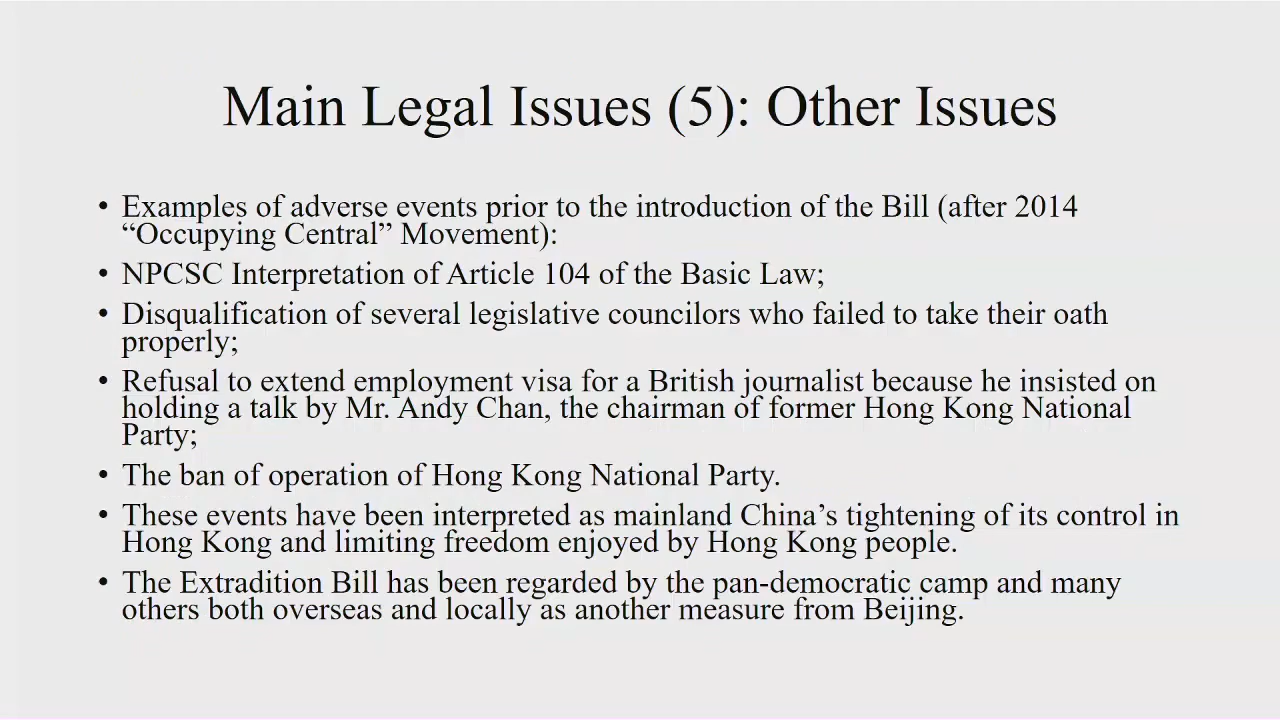 Main Legal Issues (5): Other Issues
• Examples of adverse events prior to the introduction of the Bill (after 2014
“Occupying Central” Movement):
• NPCSC Interpretation of Article 104 of the Basic Law;
• Disqualification of several legislative councilors who failed to take their oath
properly;
• Refusal to extend employment visa for a British journalist because he insisted on
holding a talk by Mr. Andy Chan, the chairman of former Hong Kong National
Party;
• The ban of operation of Hong Kong National Party.
• These events have been interpreted as mainland China’s tightening of its control in
Hong Kong and limiting freedom enjoyed by Hong Kong people.
• The Extradition Bill has been regarded by the pan-democratic camp and many
others both overseas and locally as another measure from Beijing.